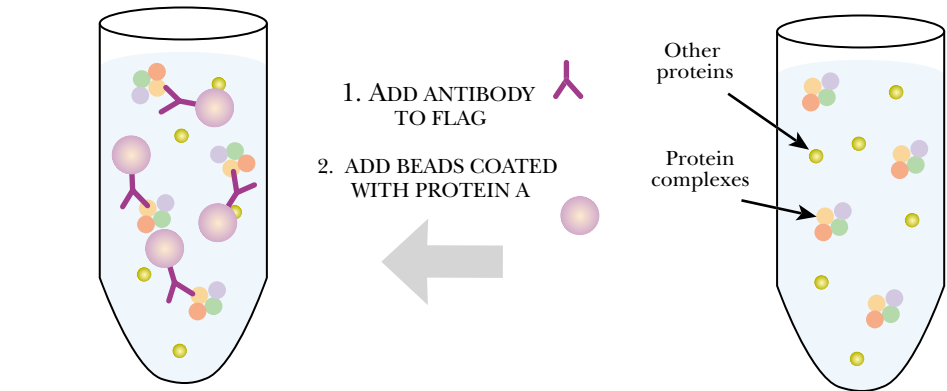 1. ADD ANTIBODY
TO FLAG
2. ADD BEADS COATED
WITH PROTEIN A
Other
proteins
Protein
complexes